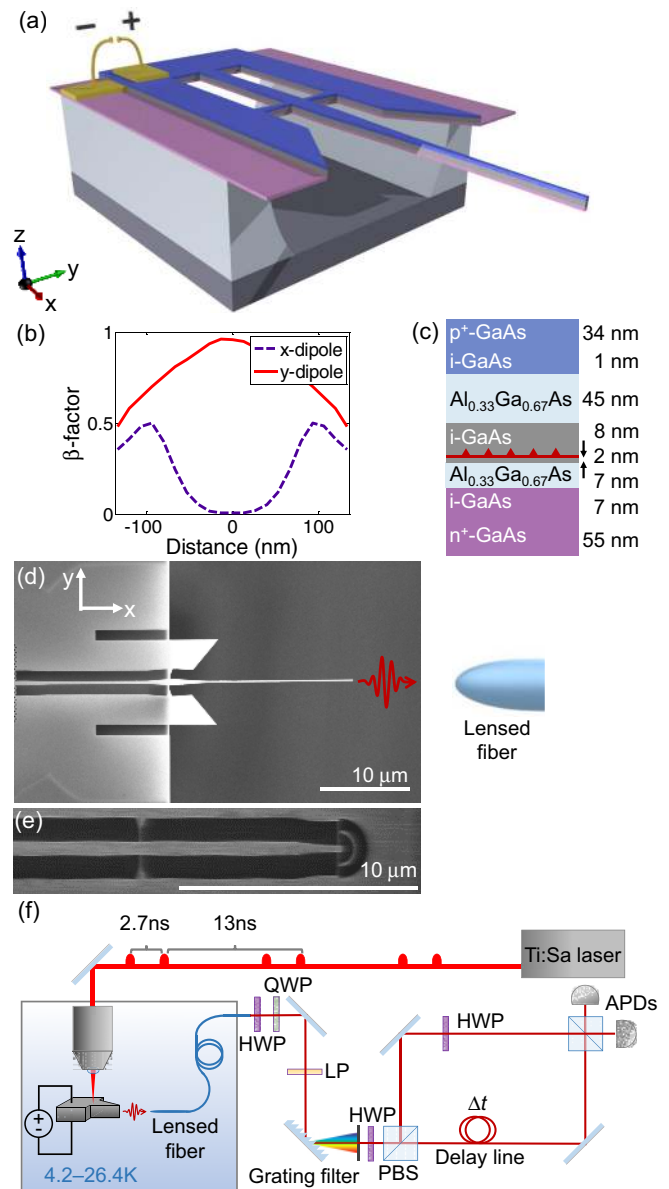 (a)
− +
z
y
x
(b)
1
0.5
0
β-factor
x-dipole
y-dipole
-100 0 100
Distance (nm)
(c)
p⁺-GaAs 34 nm
i-GaAs 1 nm
Al₀.₃₃Ga₀.₆₇As 45 nm
i-GaAs 8 nm
2 nm
Al₀.₃₃Ga₀.₆₇As 7 nm
i-GaAs 7 nm
n⁺-GaAs 55 nm
(d)
y
x
10 μm
Lensed
fiber
(e)
10 μm
(f)
2.7ns 13ns
Ti:Sa laser
QWP
HWP
APDs
HWP
LP
HWP
Δt
Lensed
fiber
Grating filter
PBS
Delay line
+
−
4.2–26.4K